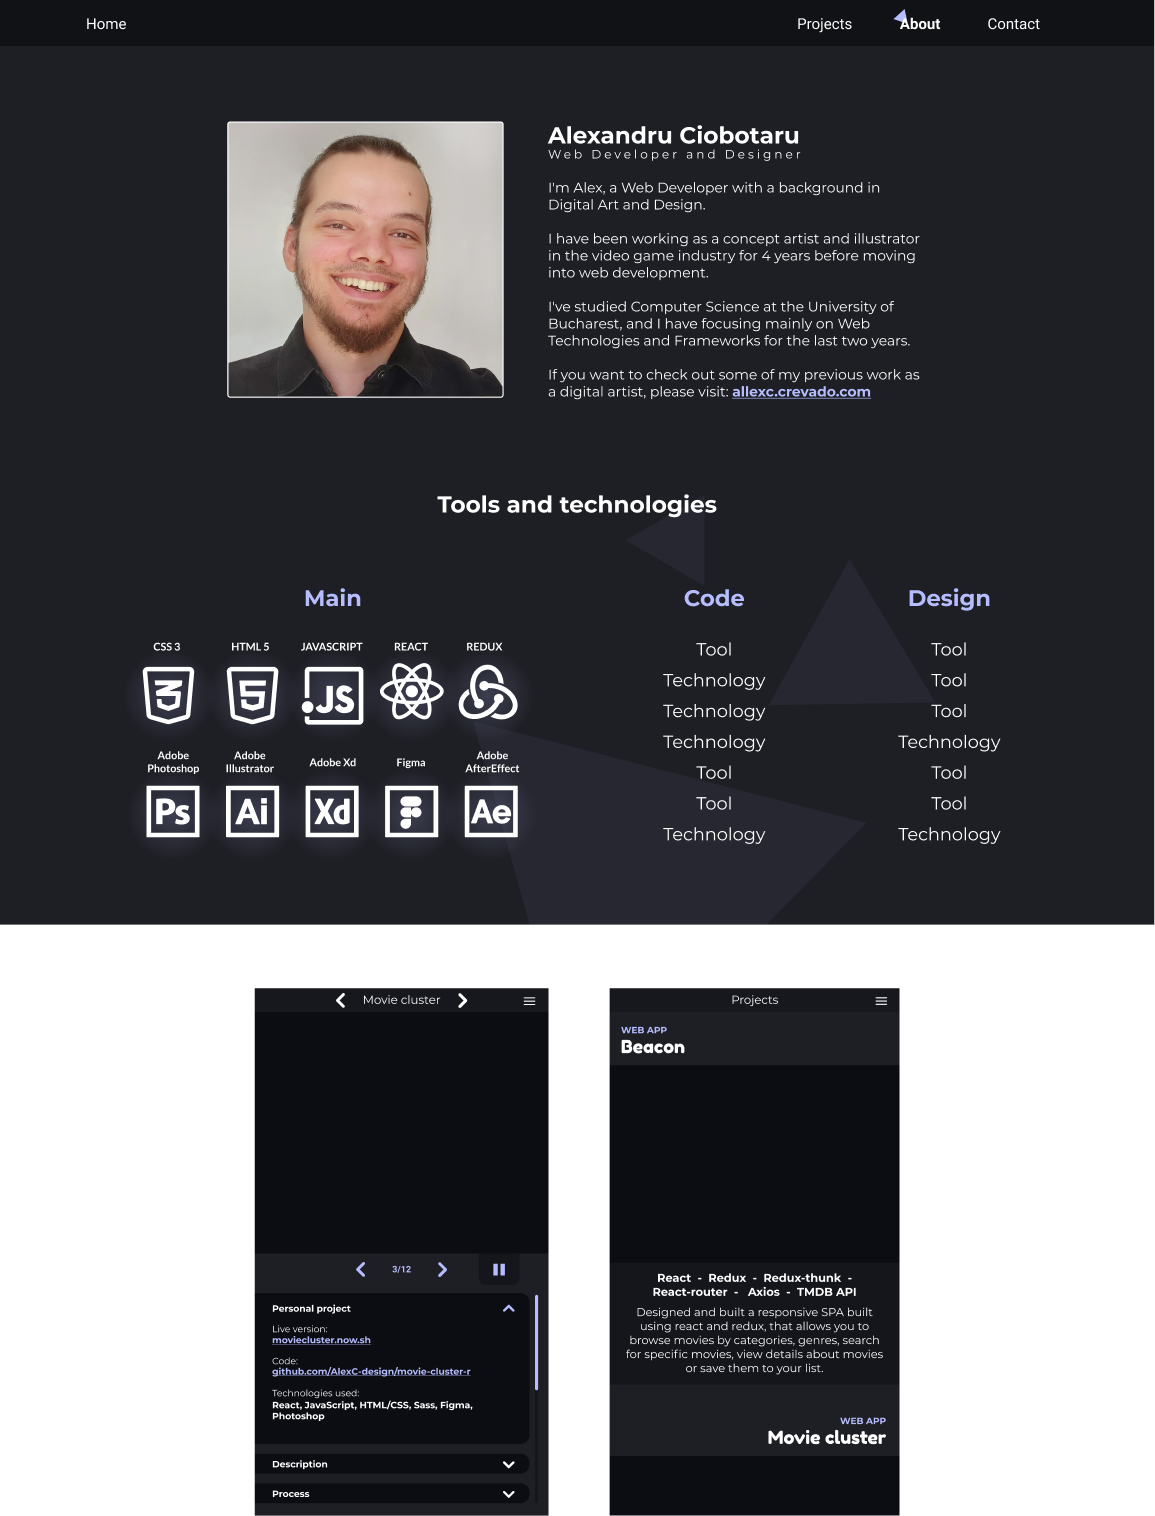 Home
Projects
About
Contact
Alexandru Ciobotaru
Web Developer and Designer
I'm Alex, a Web Developer with a background in
Digital Art and Design.
I have been working as a concept artist and illustrator
in the video game industry for 4 years before moving
into web development.
I've studied Computer Science at the University of
Bucharest, and I have focusing mainly on Web
Technologies and Frameworks for the last two years.
If you want to check out some of my previous work as
a digital artist, please visit: allexc.crevado.com
Tools and technologies
Main
CSS 3
HTML 5
JAVASCRIPT
REACT
REDUX
3
5
.JS
Adobe
Photoshop
Adobe
Illustrator
Adobe Xd
Figma
Adobe
AfterEffect
Ps
Ai
Xd
Ae
Code
Tool
Technology
Technology
Technology
Tool
Tool
Technology
Design
Tool
Tool
Tool
Technology
Tool
Tool
Technology
Movie cluster
3/12
Personal project
Live version:
moviecluster.now.sh
Code:
github.com/AlexC-design/movie-cluster-r
Technologies used:
React, JavaScript, HTML/CSS, Sass, Figma,
Photoshop
Description
Process
Projects
WEB APP
Beacon
React - Redux - Redux-thunk -
React-router - Axios - TMDB API
Designed and built a responsive SPA built
using react and redux, that allows you to
browse movies by categories, genres, search
for specific movies, view details about movies
or save them to your list.
WEB APP
Movie cluster